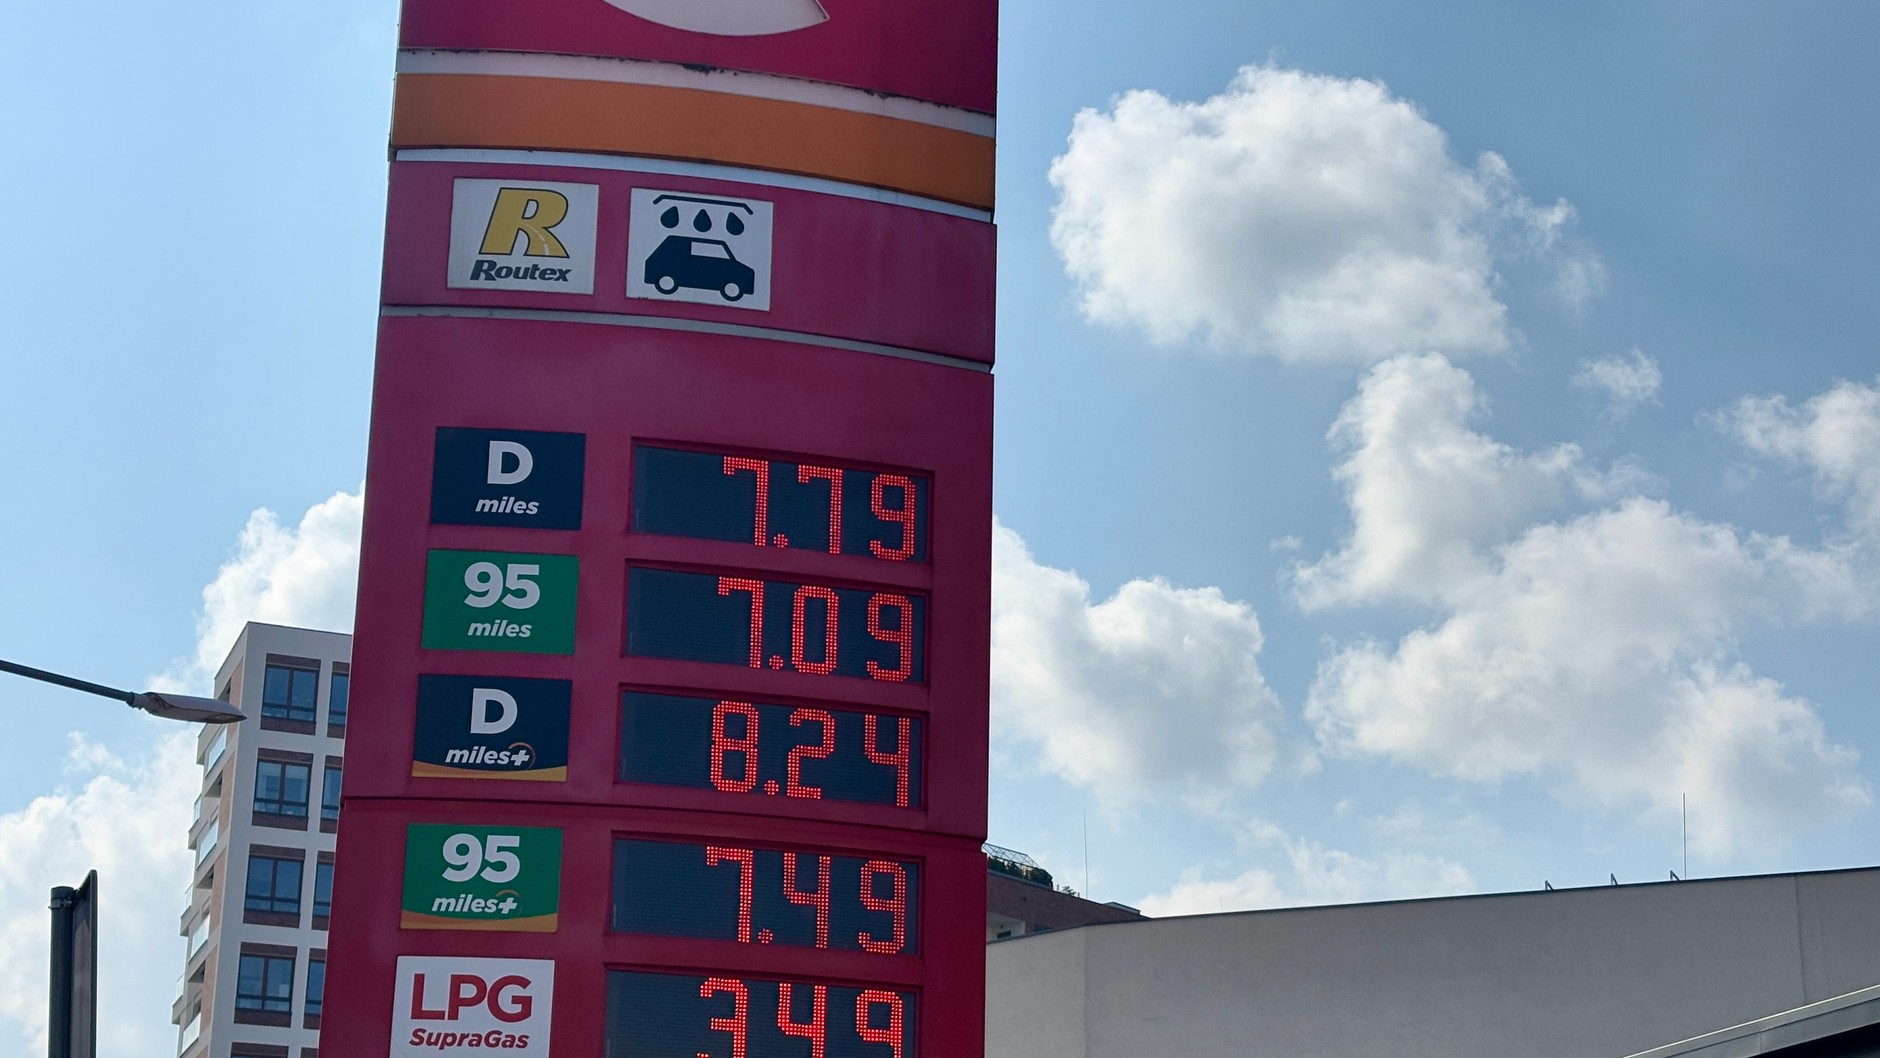 R
Routex
D
miles
7.79
95
miles
7.09
D
miles+
8.24
95
miles+
7.49
LPG
SupraGas
3.49